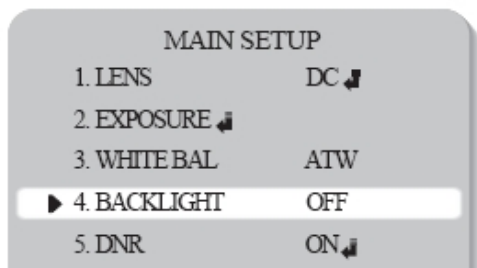 MAIN SETUP
1. LENS DC
2. EXPOSURE
3. WHITE BAL ATW
4. BACKLIGHT OFF
5. DNR ON